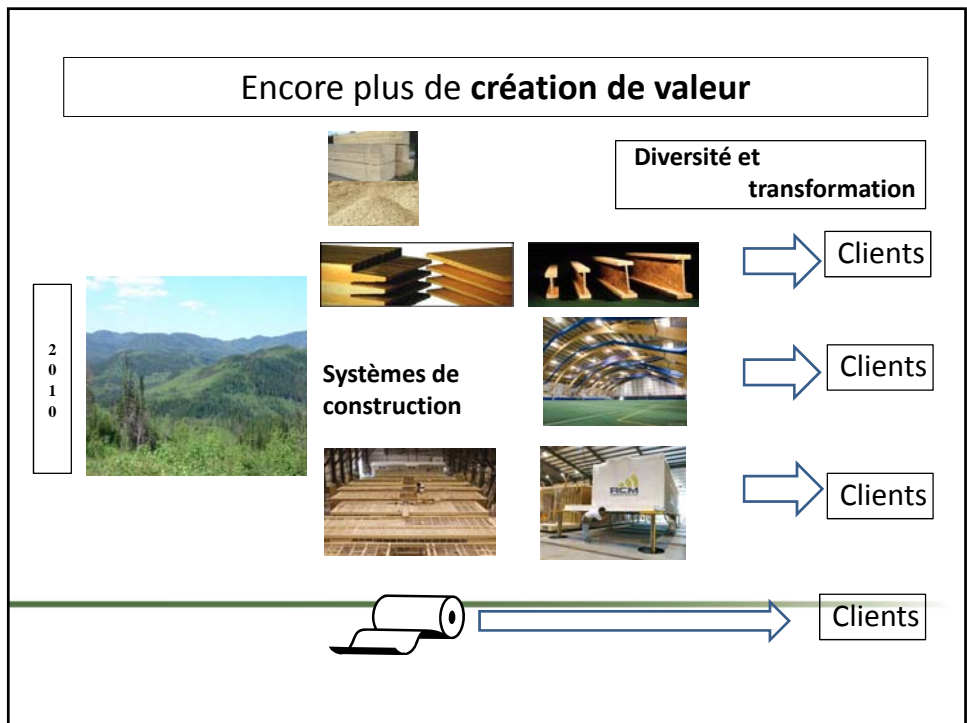 Encore plus de création de valeur
Diversité et
transformation
Clients
2
0
1
0
Systèmes de
construction
Clients
RCM
Clients
Clients